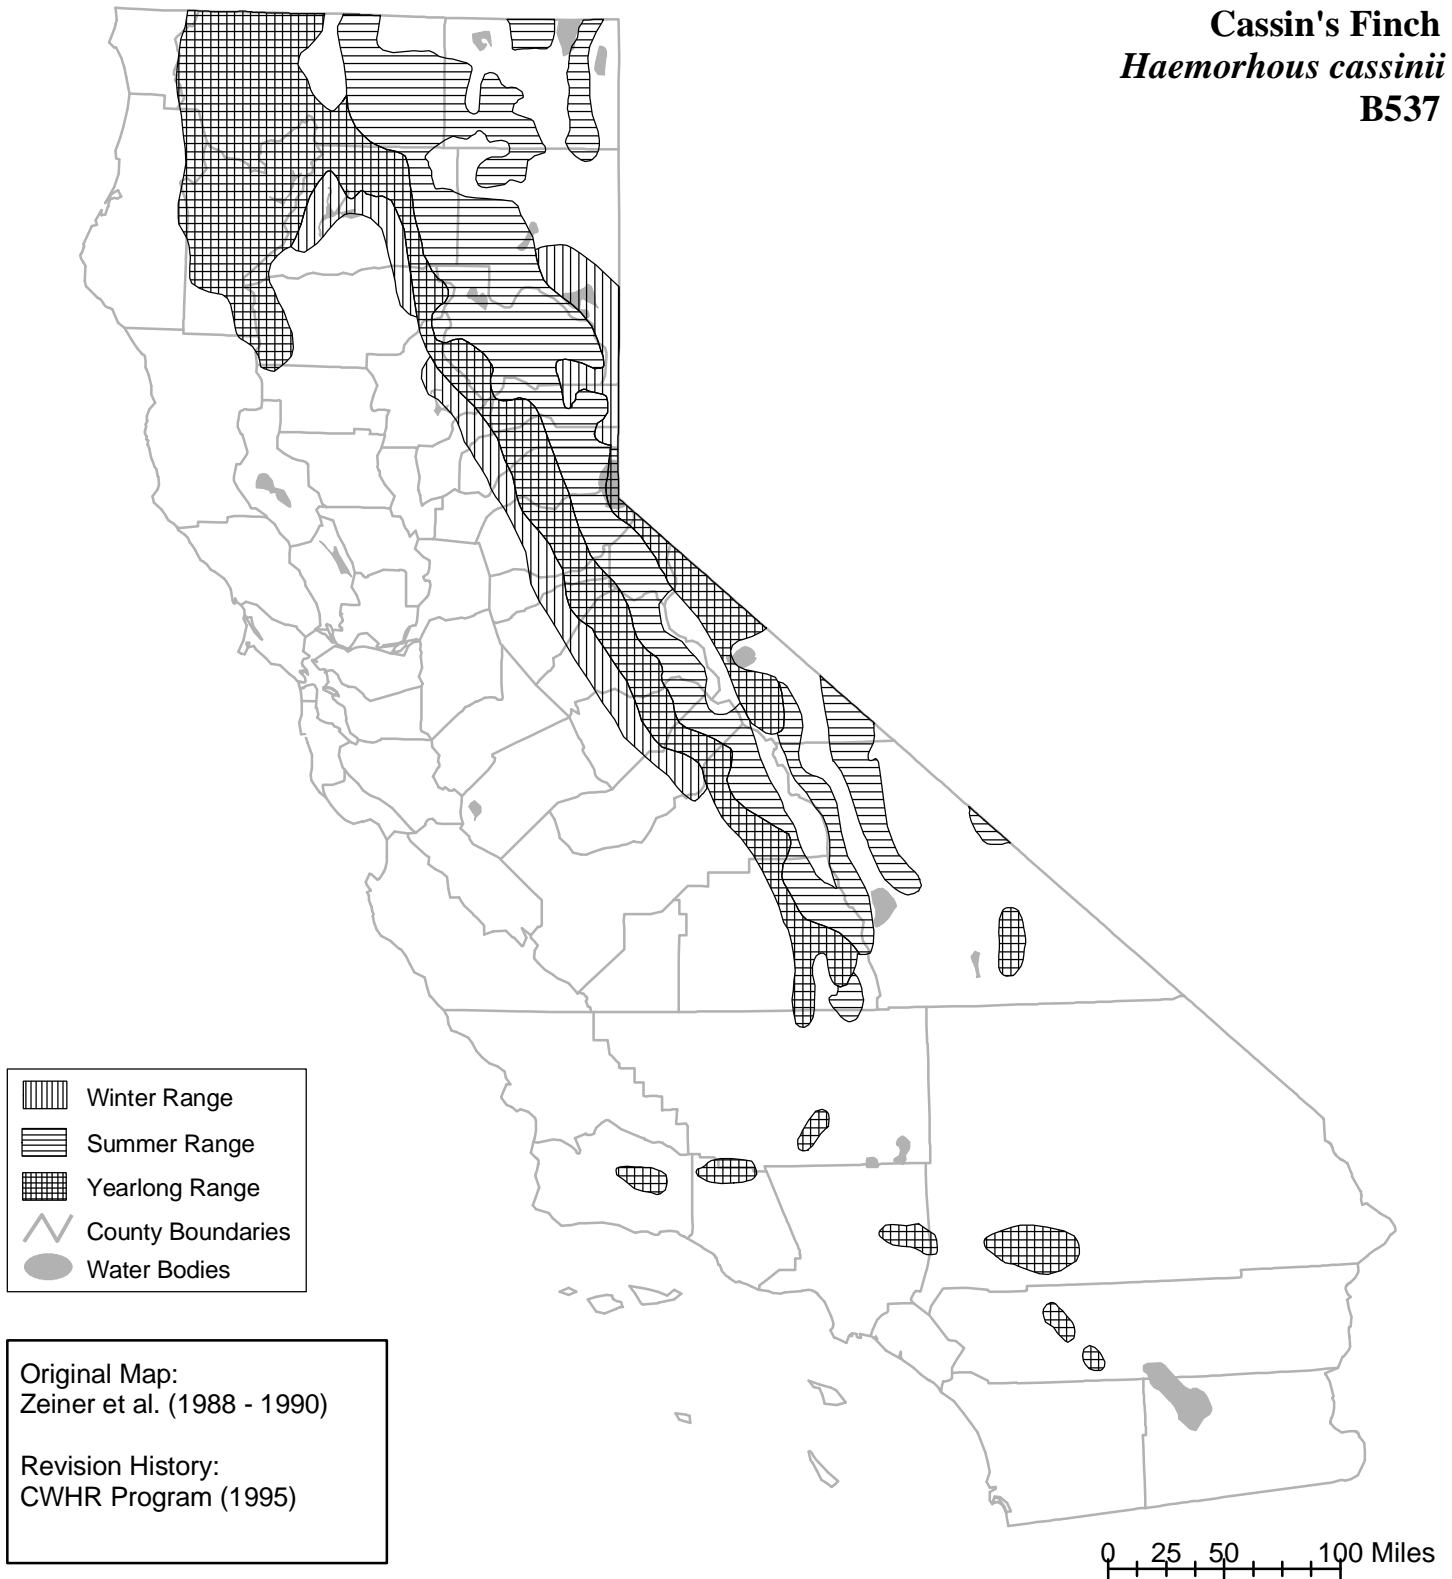 Cassin's Finch
Haemorhous cassinii
B537
Winter Range
Summer Range
Yearlong Range
County Boundaries
Water Bodies
Original Map:
Zeiner et al. (1988 - 1990)
Revision History:
CWHR Program (1995)
0 25 50 100 Miles